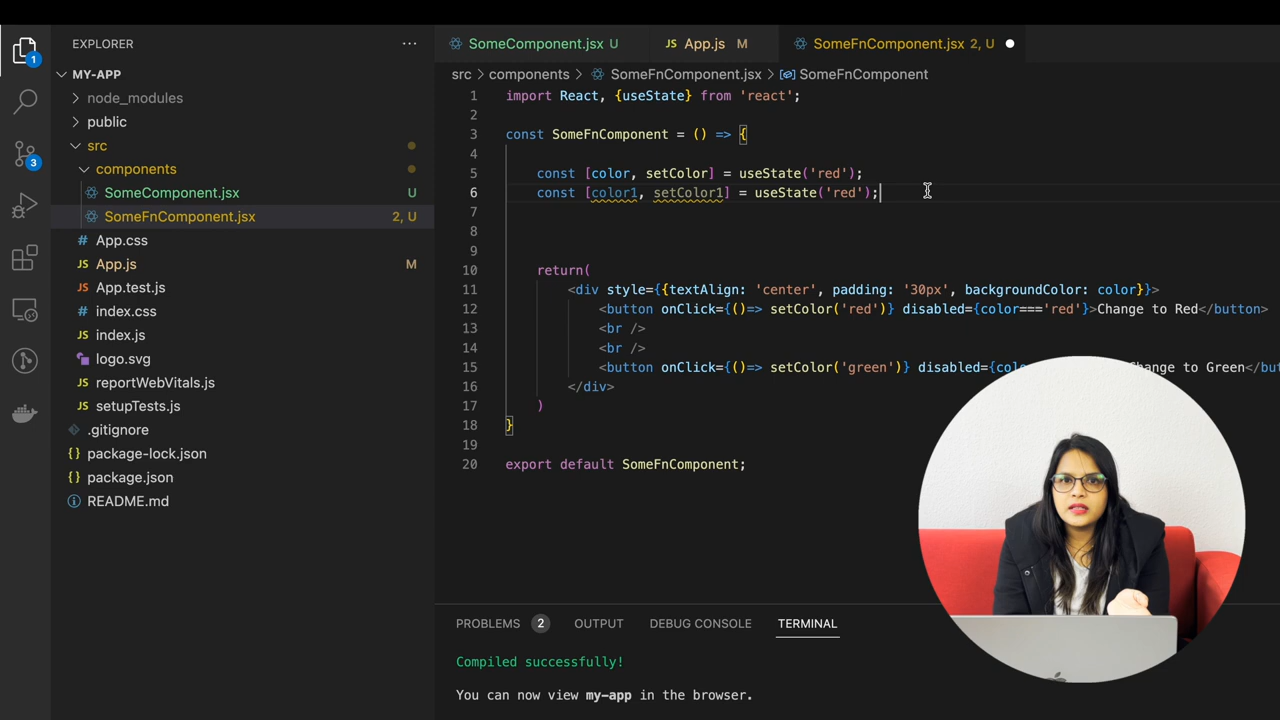 EXPLORER
MY-APP
node_modules
public
src
components
SomeComponent.jsx U
SomeFnComponent.jsx 2, U
App.css
App.js M
App.test.js
index.css
index.js
logo.svg
reportWebVitals.js
setupTests.js
.gitignore
package-lock.json
package.json
README.md
1
3
SomeComponent.jsx U
App.js M
SomeFnComponent.jsx 2, U
src > components > SomeFnComponent.jsx > SomeFnComponent
1 import React, {useState} from 'react';
2
3 const SomeFnComponent = () => {
4
5 const [color, setColor] = useState('red');
6 const [color1, setColor1] = useState('red');
7
8
9
10 return(
11 <div style={{textAlign: 'center', padding: '30px', backgroundColor: color}}>
12 <button onClick={()=> setColor('red')} disabled={color==='red'}>Change to Red</button>
13 <br />
14 <br />
15 <button onClick={()=> setColor('green')} disabled={ to Green</
16 </div>
17 )
18 }
19
20 export default SomeFnComponent;
PROBLEMS 2 OUTPUT DEBUG CONSOLE TERMINAL
Compiled successfully!
You can now view my-app in the browser.